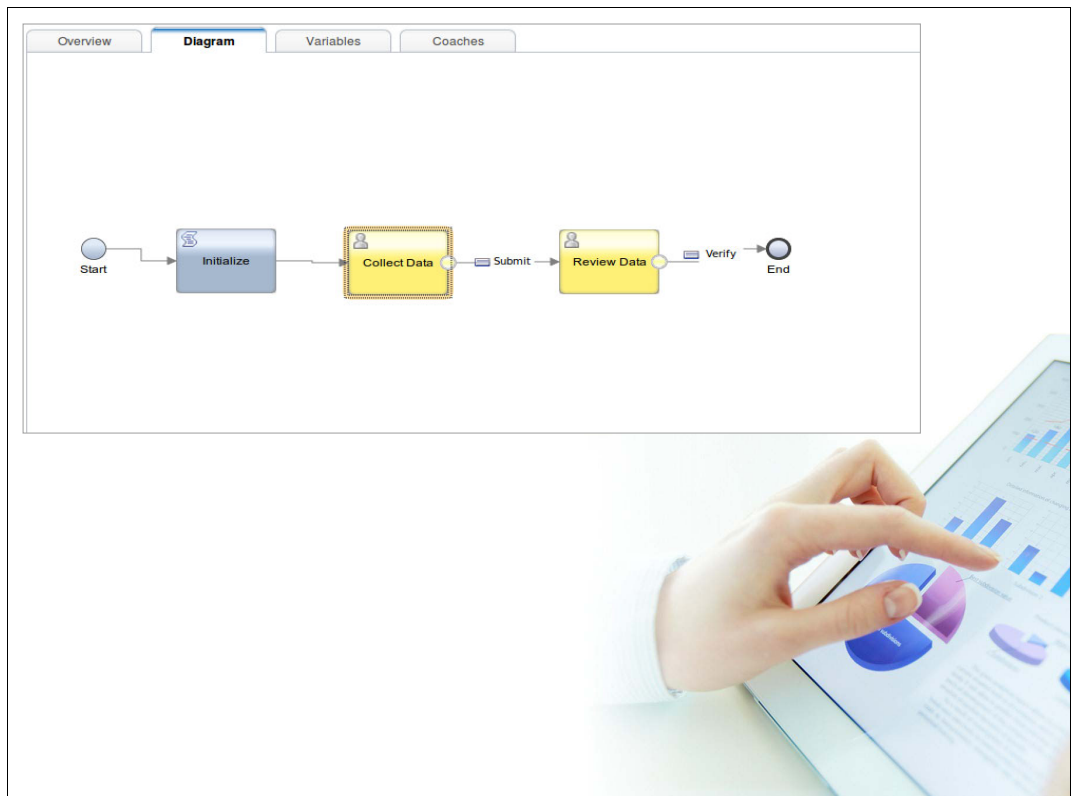 Overview
Diagram
Variables
Coaches
Start
Initialize
Collect Data
Submit
Review Data
Verify
End